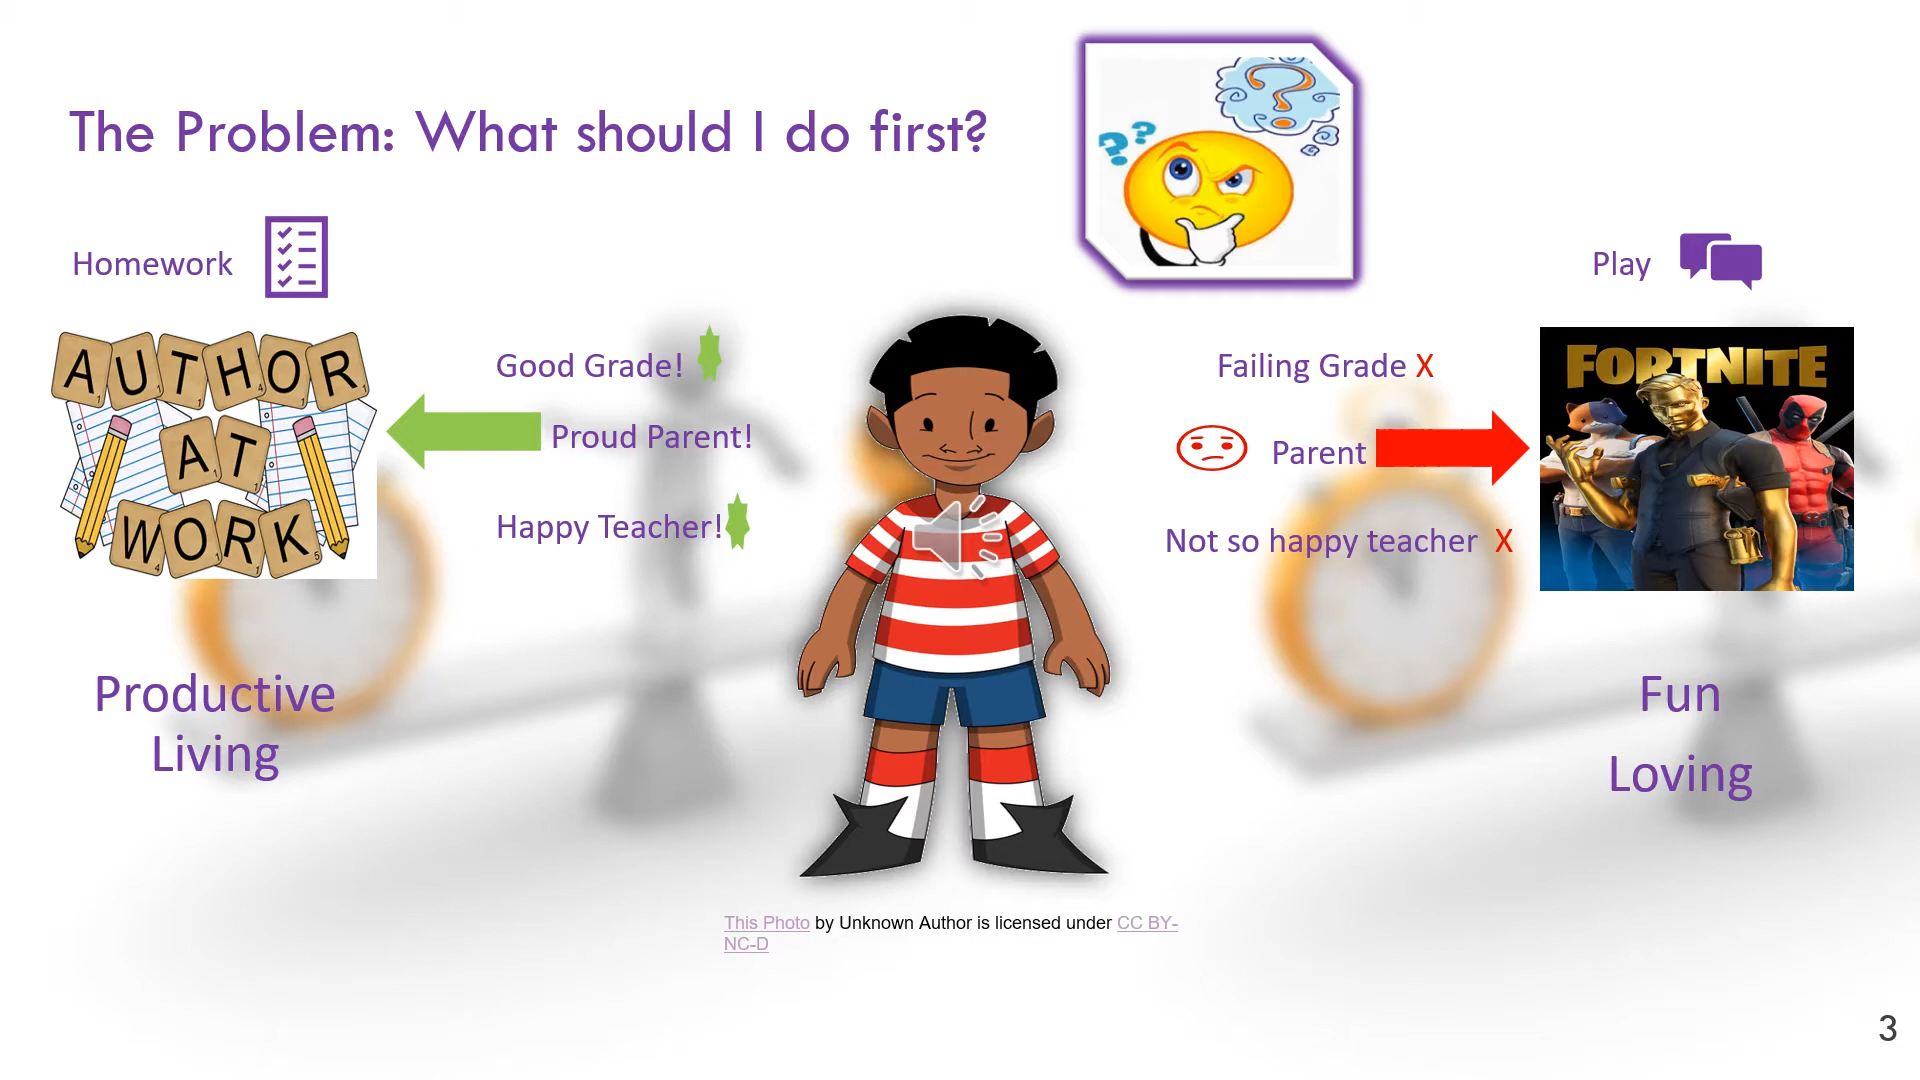 The Problem: What should I do first?
Homework
AUTHOR
AT
WORK
Productive
Living
Good Grade!
Proud Parent!
Happy Teacher!
Failing Grade X
Parent
Not so happy teacher X
Play
FORTNITE
Fun
Loving
This Photo by Unknown Author is licensed under CC BY-
NC-D
3